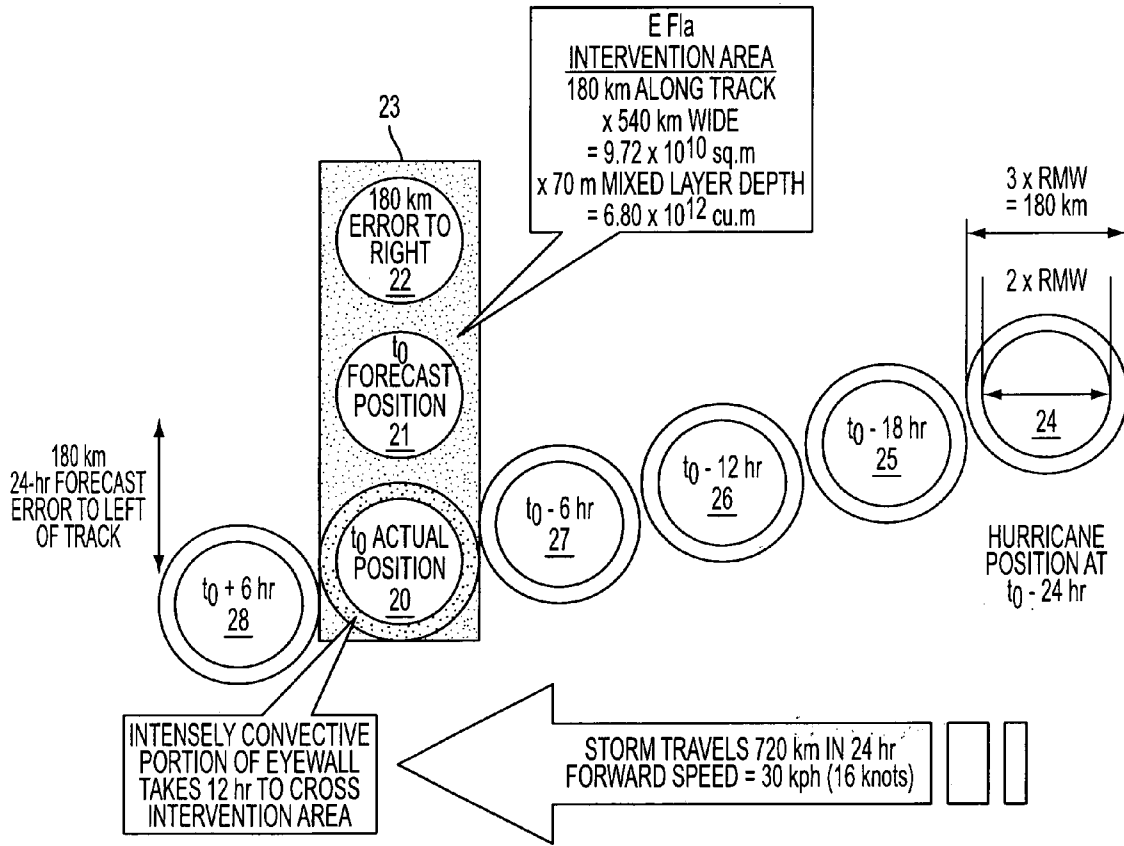 E Fla
INTERVENTION AREA
180 km ALONG TRACK
x 540 km WIDE
= 9.72 x 10^10 sq.m
x 70 m MIXED LAYER DEPTH
= 6.80 x 10^12 cu.m
23
180 km
ERROR TO
RIGHT
22
t0
FORECAST
POSITION
21
t0 ACTUAL
POSITION
20
3 x RMW
= 180 km
2 x RMW
24
t0 - 18 hr
25
t0 - 12 hr
26
t0 - 6 hr
27
t0 + 6 hr
28
180 km
24-hr FORECAST
ERROR TO LEFT
OF TRACK
HURRICANE
POSITION AT
t0 - 24 hr
INTENSELY CONVECTIVE
PORTION OF EYEWALL
TAKES 12 hr TO CROSS
INTERVENTION AREA
STORM TRAVELS 720 km IN 24 hr
FORWARD SPEED = 30 kph (16 knots)